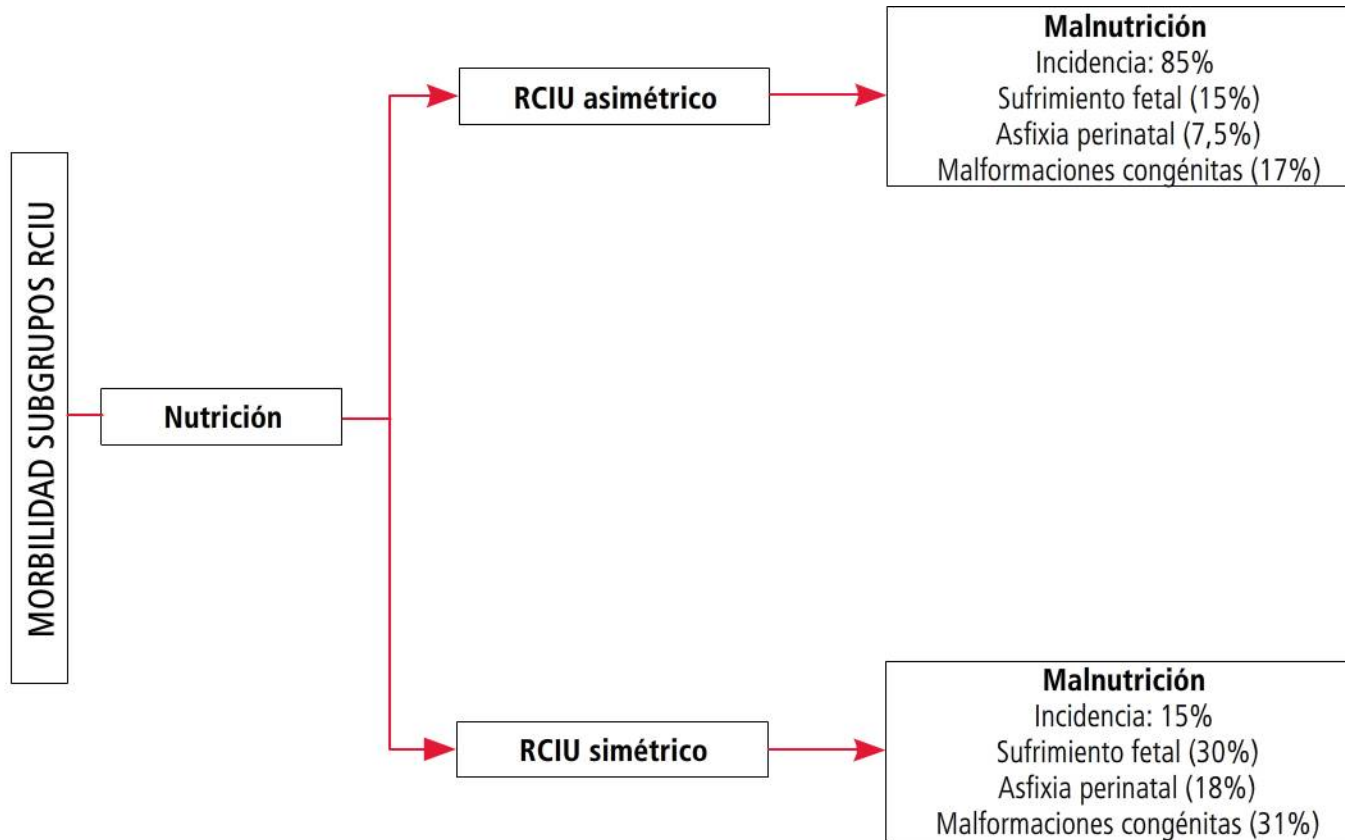 MORBILIDAD SUBGRUPOS RCIU
Nutrición
RCIU asimétrico
Malnutrición
Incidencia: 85%
Sufrimiento fetal (15%)
Asfixia perinatal (7,5%)
Malformaciones congénitas (17%)
RCIU simétrico
Malnutrición
Incidencia: 15%
Sufrimiento fetal (30%)
Asfixia perinatal (18%)
Malformaciones congénitas (31%)